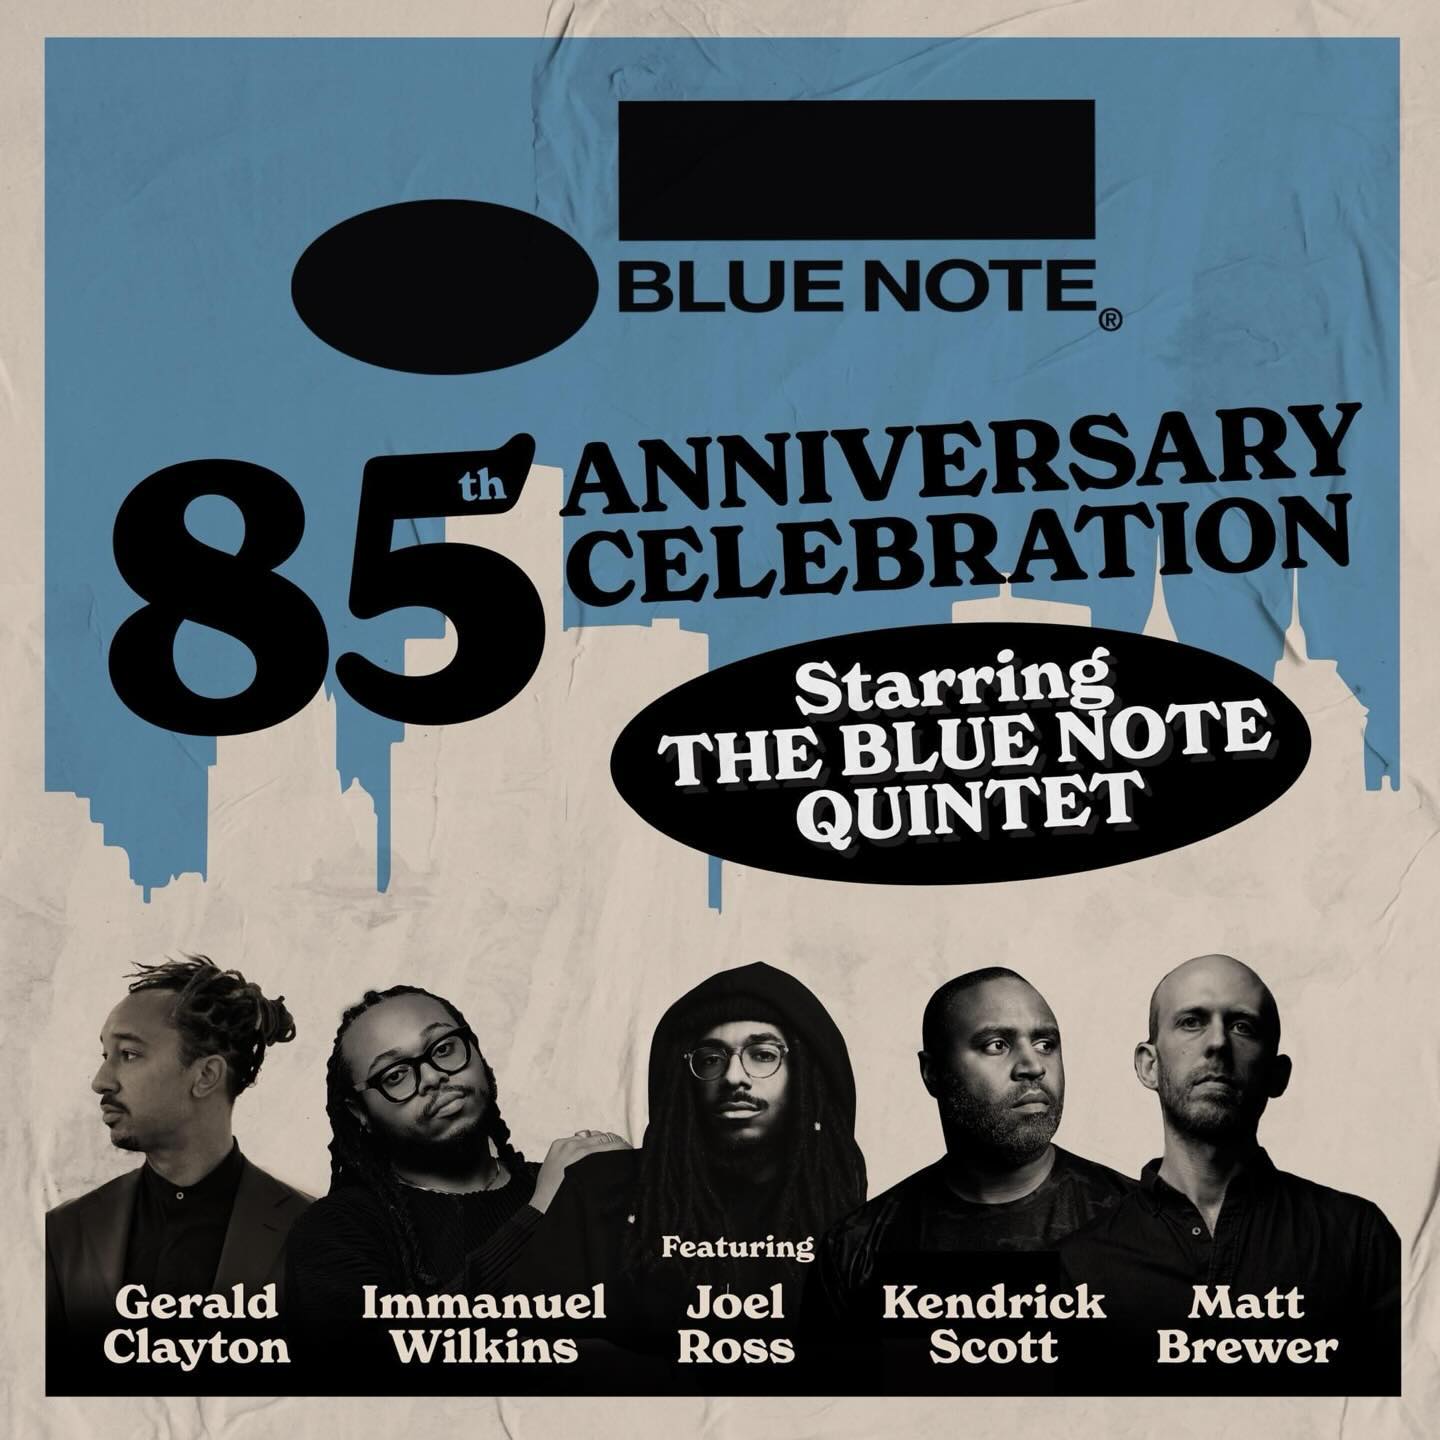 BLUE NOTE®
85th
ANNIVERSARY
CELEBRATION
Starring
THE BLUE NOTE
QUINTET
Featuring
Gerald
Clayton
Immanuel
Wilkins
Joel
Ross
Kendrick
Scott
Matt
Brewer